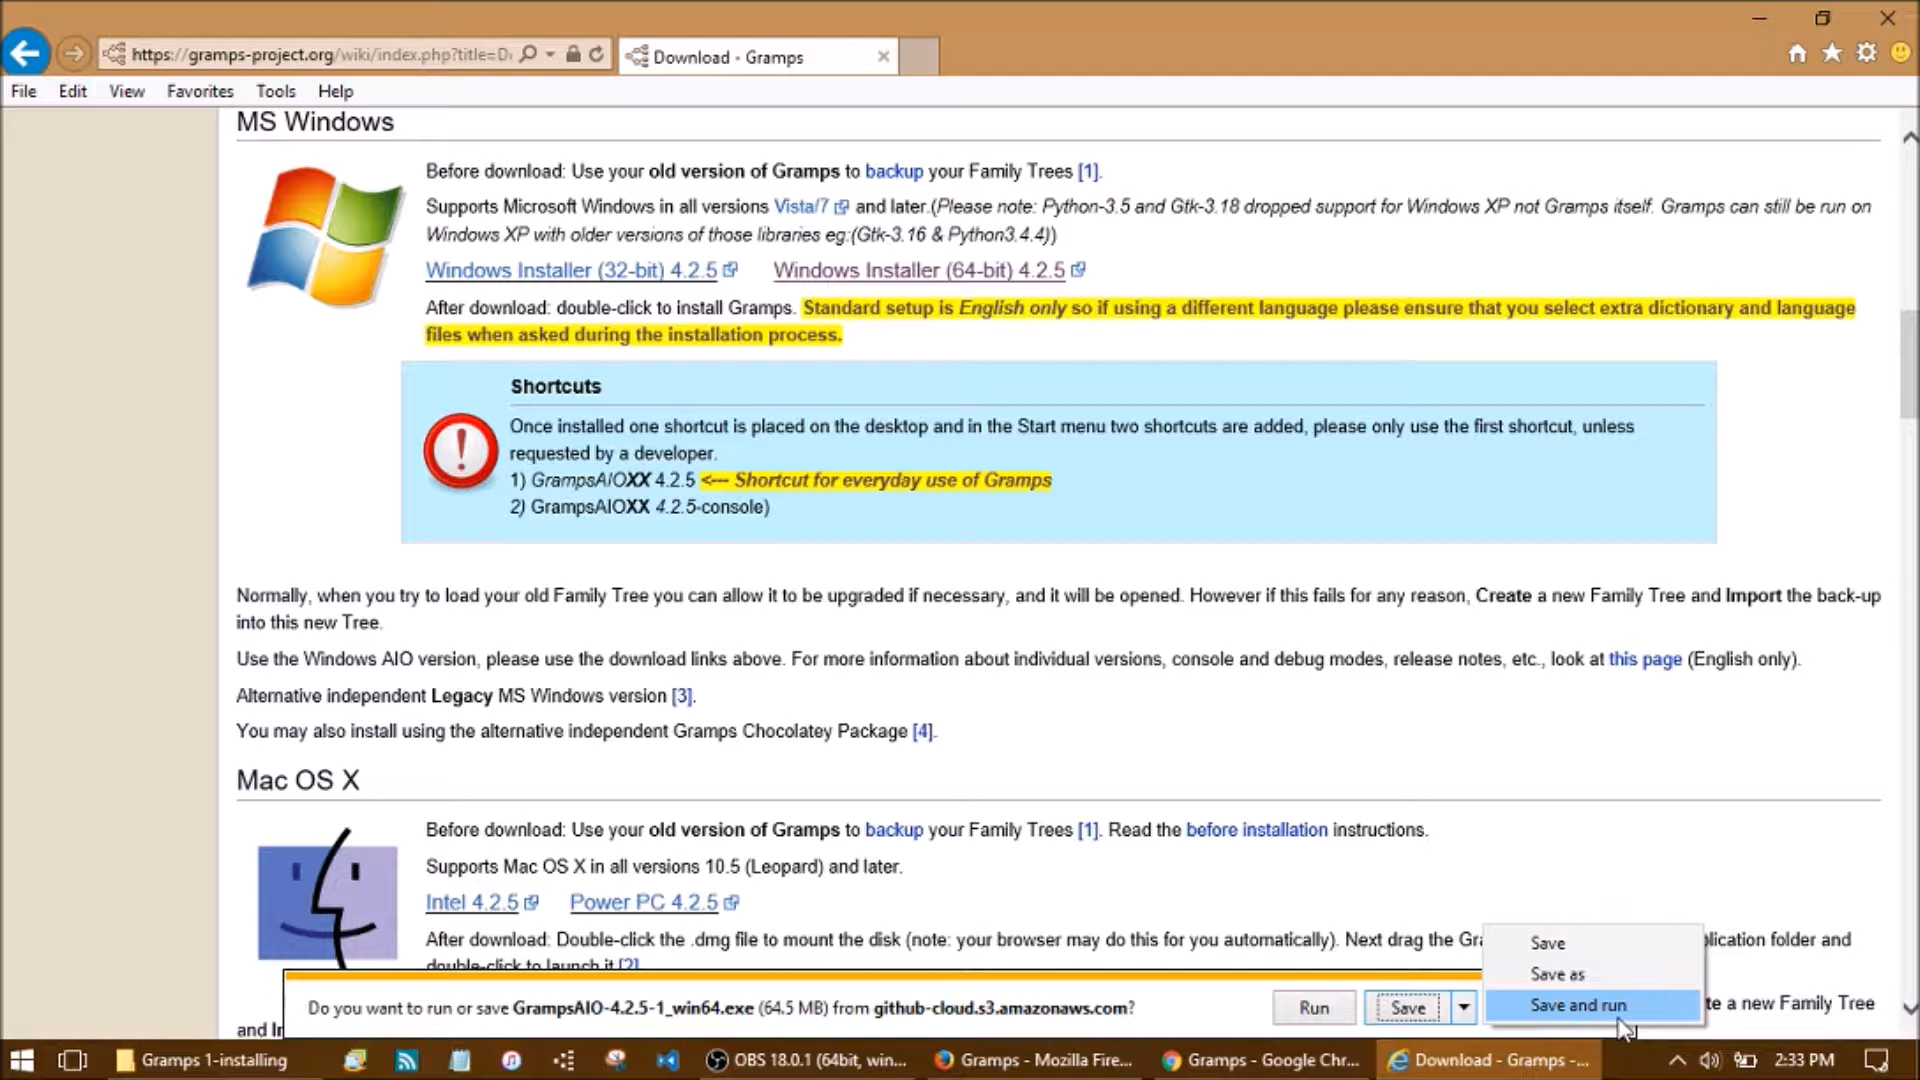 https://gramps-project.org/wiki/index.php?title=D
Download - Gramps
File Edit View Favorites Tools Help
MS Windows
Before download: Use your old version of Gramps to backup your Family Trees [1].
Supports Microsoft Windows in all versions Vista/7 and later.(Please note: Python-3.5 and Gtk-3.18 dropped support for Windows XP not Gramps itself. Gramps can still be run on
Windows XP with older versions of those libraries eg:(Gtk-3.16 & Python3.4.4))
Windows Installer (32-bit) 4.2.5 Windows Installer (64-bit) 4.2.5
After download: double-click to install Gramps. Standard setup is English only so if using a different language please ensure that you select extra dictionary and language
files when asked during the installation process.
Shortcuts
Once installed one shortcut is placed on the desktop and in the Start menu two shortcuts are added, please only use the first shortcut, unless
requested by a developer.
1) GrampsAIOXX 4.2.5 <--- Shortcut for everyday use of Gramps
2) GrampsAIOXX 4.2.5-console)
Normally, when you try to load your old Family Tree you can allow it to be upgraded if necessary, and it will be opened. However if this fails for any reason, Create a new Family Tree and Import the back-up
into this new Tree.
Use the Windows AIO version, please use the download links above. For more information about individual versions, console and debug modes, release notes, etc., look at this page (English only).
Alternative independent Legacy MS Windows version [3].
You may also install using the alternative independent Gramps Chocolatey Package [4].
Mac OS X
Before download: Use your old version of Gramps to backup your Family Trees [1]. Read the before installation instructions.
Supports Mac OS X in all versions 10.5 (Leopard) and later.
Intel 4.2.5 Power PC 4.2.5
After download: Double-click the .dmg file to mount the disk (note: your browser may do this for you automatically). Next drag the Gra plication folder and
double-click to launch it [2]
Save
Save as
Save and run
Do you want to run or save GrampsAIO-4.2.5-1_win64.exe (64.5 MB) from github-cloud.s3.amazonaws.com? Run Save
te a new Family Tree
and In
Gramps 1-installing OBS 18.0.1 (64bit, win... Gramps - Mozilla Fire... Gramps - Google Chr... Download - Gramps -... 2:33 PM